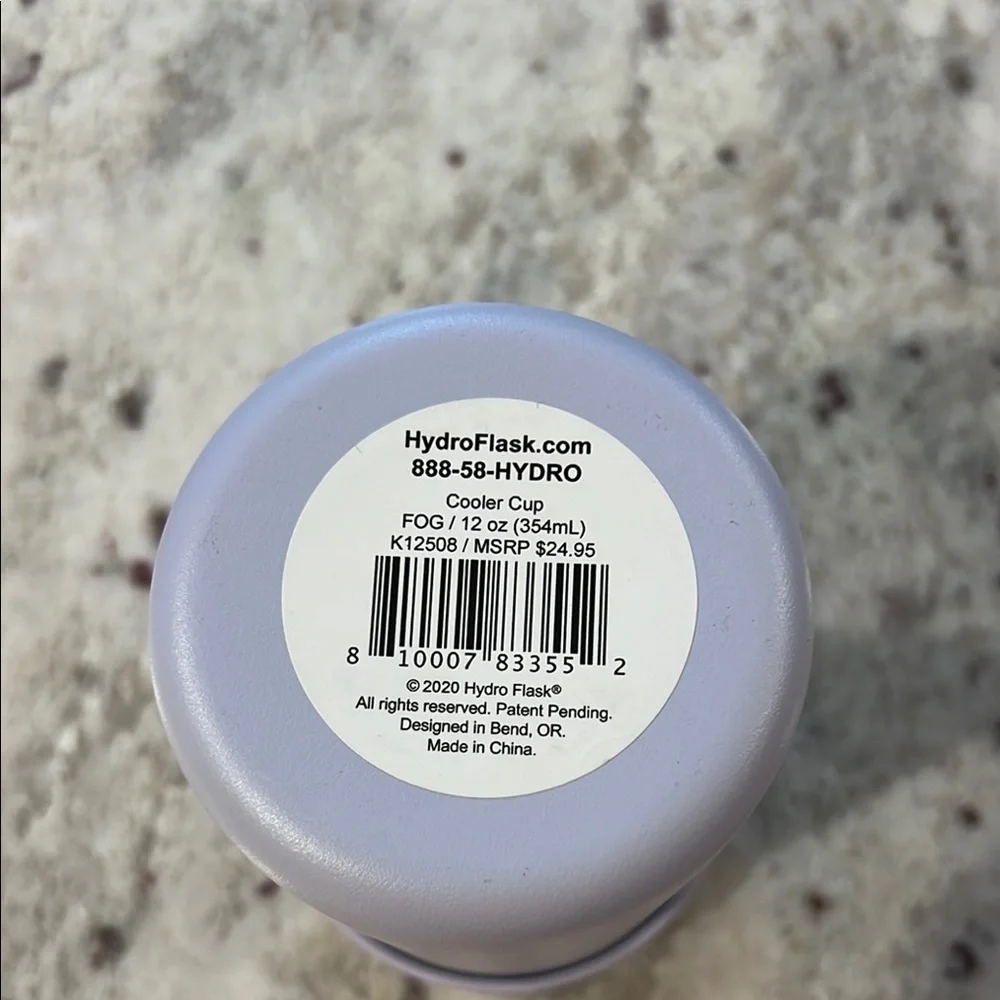 HydroFlask.com
888-58-HYDRO
Cooler Cup
FOG / 12 oz (354mL)
K12508 / MSRP $24.95
8 10007 83355 2
© 2020 Hydro Flask®
All rights reserved. Patent Pending.
Designed in Bend, OR.
Made in China.